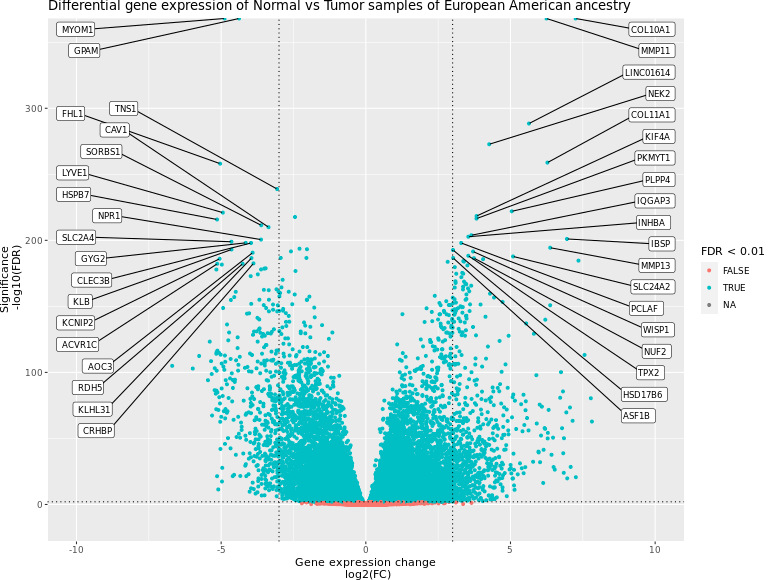 Differential gene expression of Normal vs Tumor samples of European American ancestry
MYOM1
GPAM
TNS1
FHL1
CAV1
SORBS1
LYVE1
HSPB7
NPR1
SLC2A4
GYG2
CLEC3B
KLB
KCNIP2
ACVR1C
AOC3
RDH5
KLHL31
CRHBP
COL10A1
MMP11
LINC01614
NEK2
COL11A1
KIF4A
PKMYT1
PLPP4
IQGAP3
INHBA
IBSP
MMP13
SLC24A2
PCLAF
WISP1
NUF2
TPX2
HSD17B6
ASF1B
300
200
100
0
Significance
-log10(FDR)
-10
-5
0
5
10
Gene expression change
log2(FC)
FDR < 0.01
FALSE
TRUE
NA